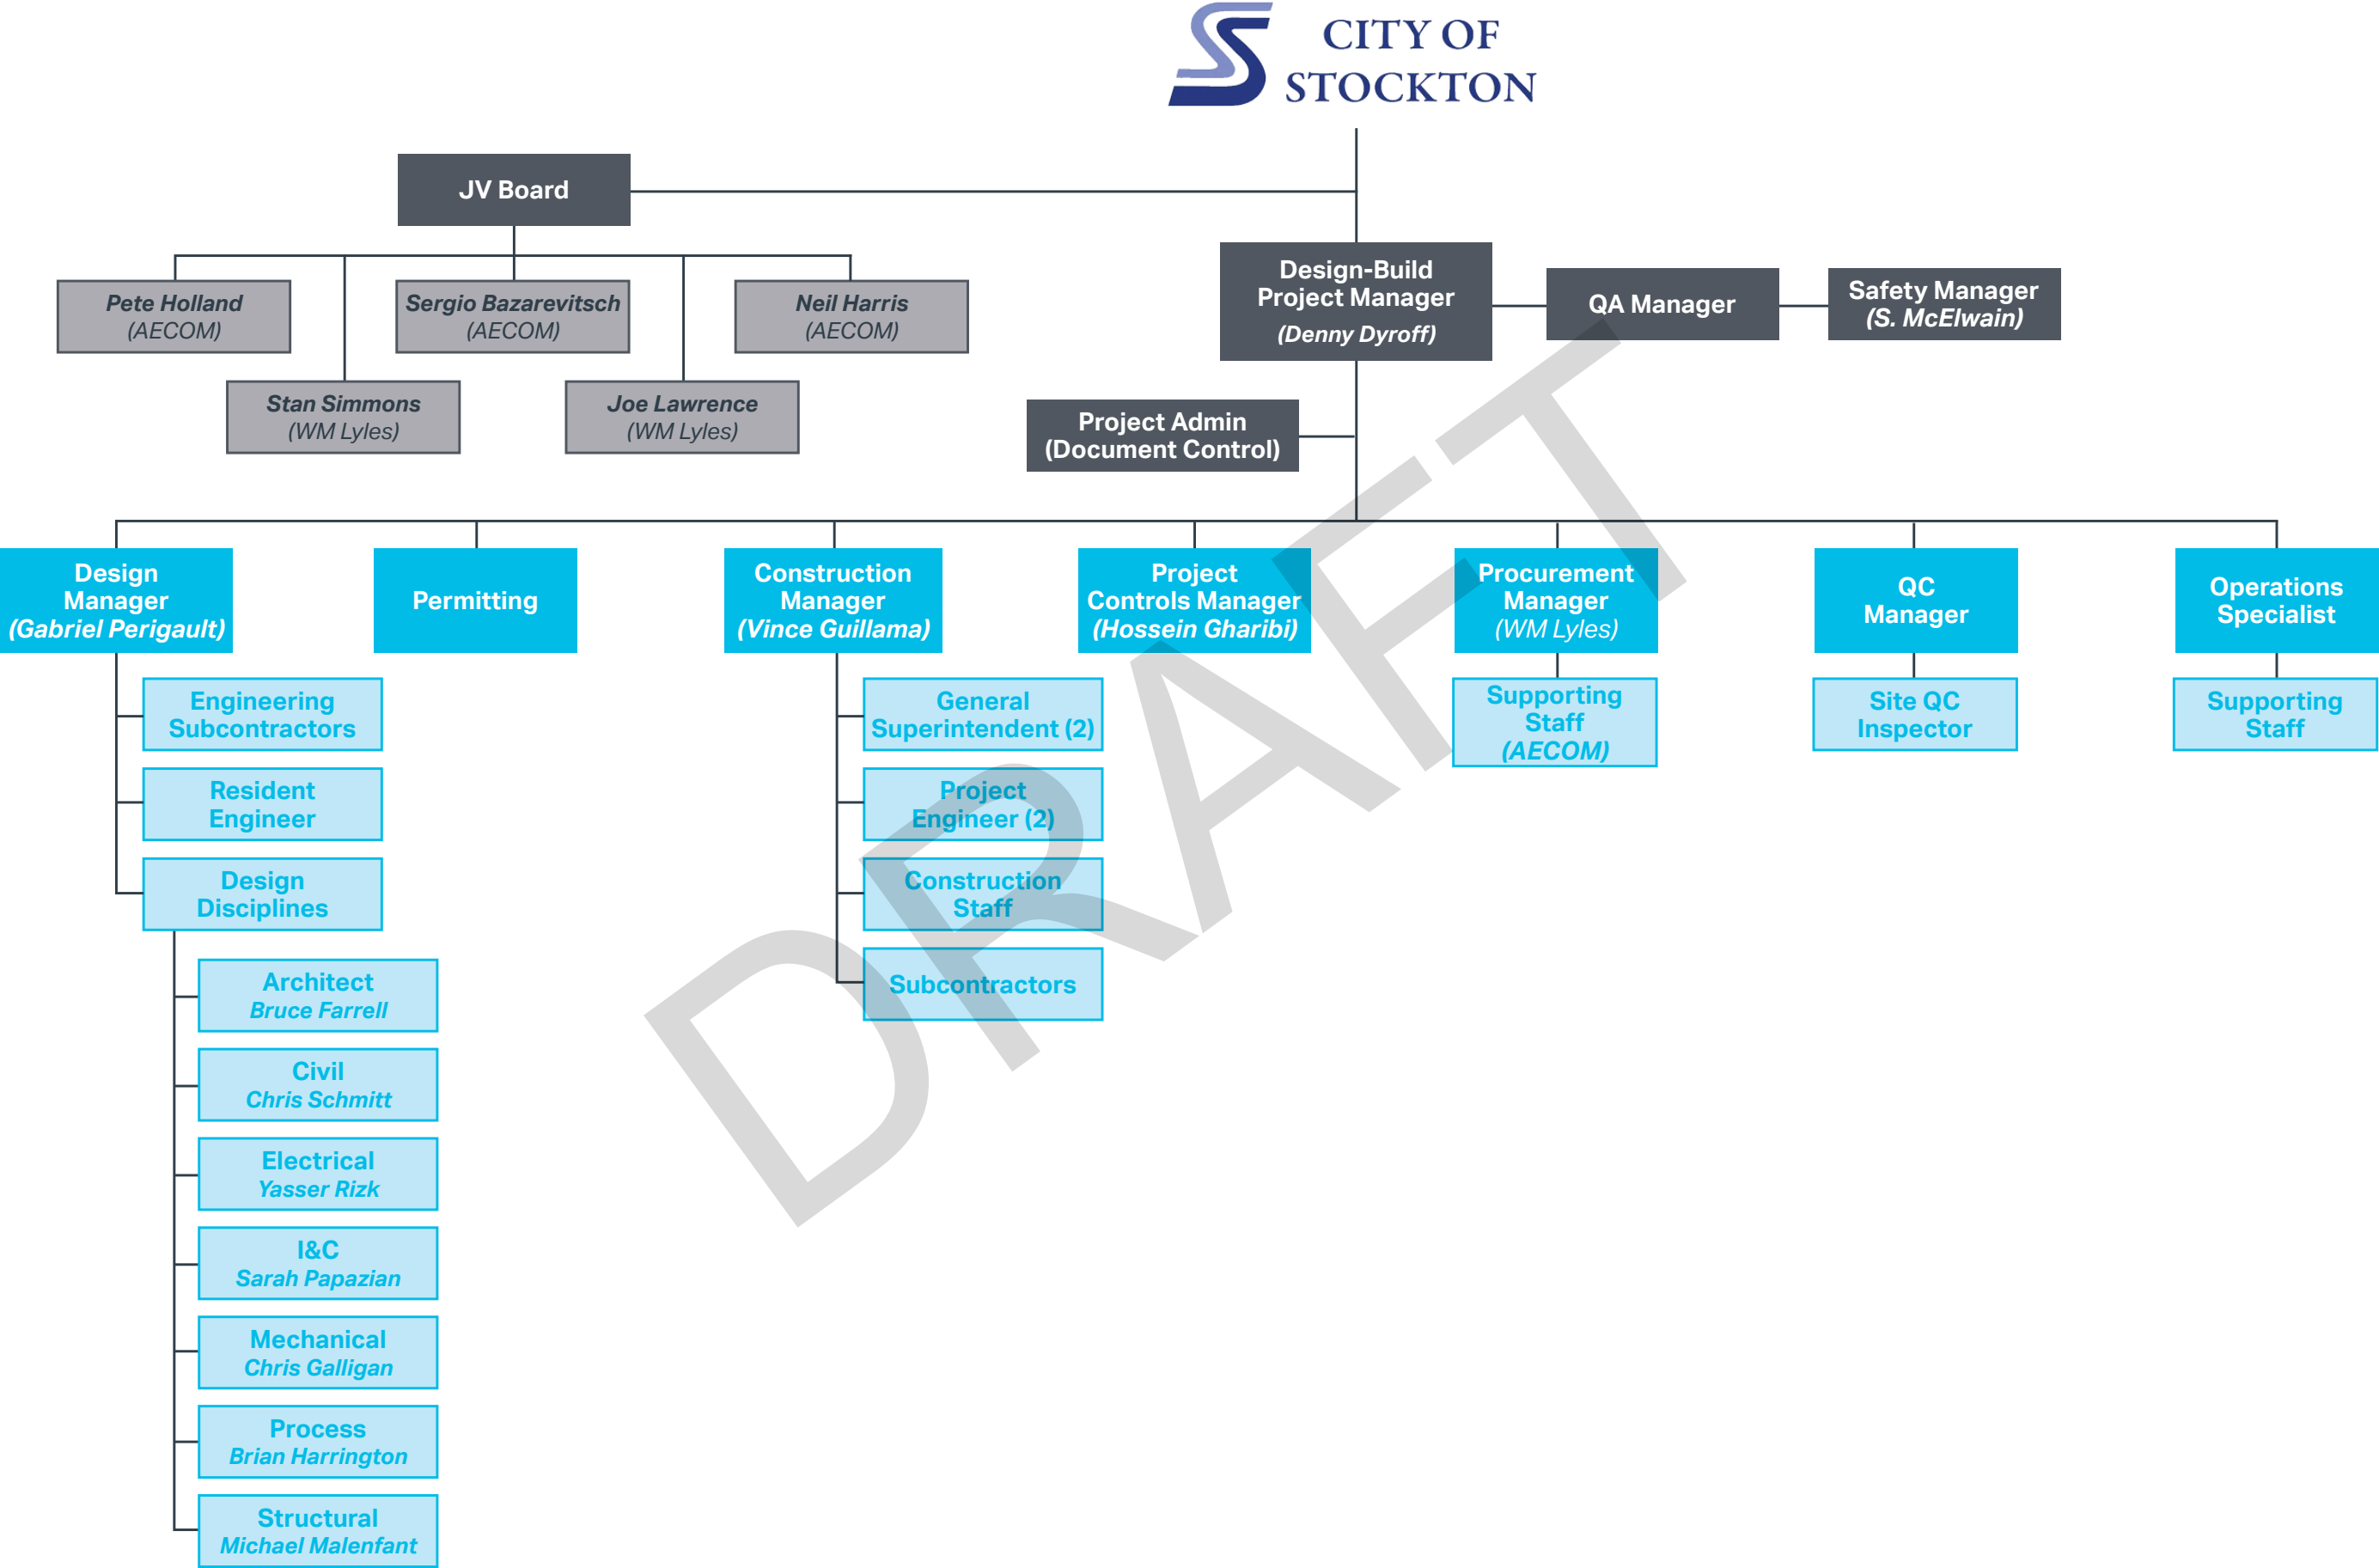 CITY OF
STOCKTON
JV Board
Pete Holland
(AECOM)
Sergio Bazarevitsch
(AECOM)
Neil Harris
(AECOM)
Stan Simmons
(WM Lyles)
Joe Lawrence
(WM Lyles)
Design-Build
Project Manager
(Denny Dyroff)
QA Manager
Safety Manager
(S. McElwain)
Project Admin
(Document Control)
Design
Manager
(Gabriel Perigault)
Permitting
Construction
Manager
(Vince Guillama)
Project
Controls Manager
(Hossein Gharibi)
Procurement
Manager
(WM Lyles)
QC
Manager
Operations
Specialist
Engineering
Subcontractors
Resident
Engineer
Design
Disciplines
Architect
Bruce Farrell
Civil
Chris Schmitt
Electrical
Yasser Rizk
I&C
Sarah Papazian
Mechanical
Chris Galligan
Process
Brian Harrington
Structural
Michael Malenfant
General
Superintendent (2)
Project
Engineer (2)
Construction
Staff
Subcontractors
Supporting
Staff
(AECOM)
Site QC
Inspector
Supporting
Staff
DRAFT